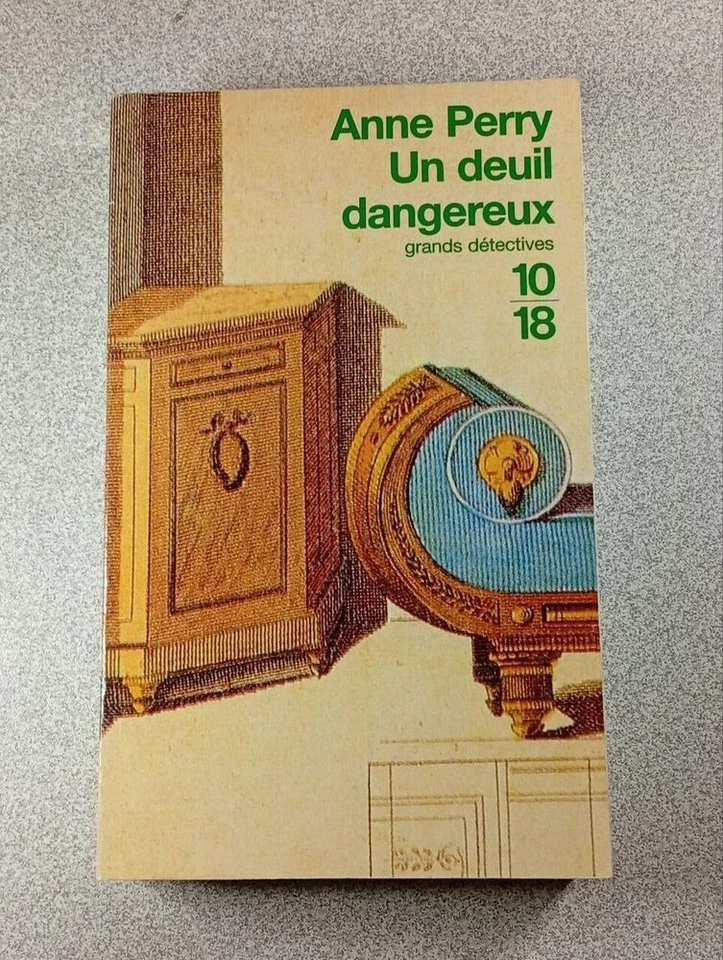 Anne Perry
Un deuil
dangereux
grands détectives
10
18